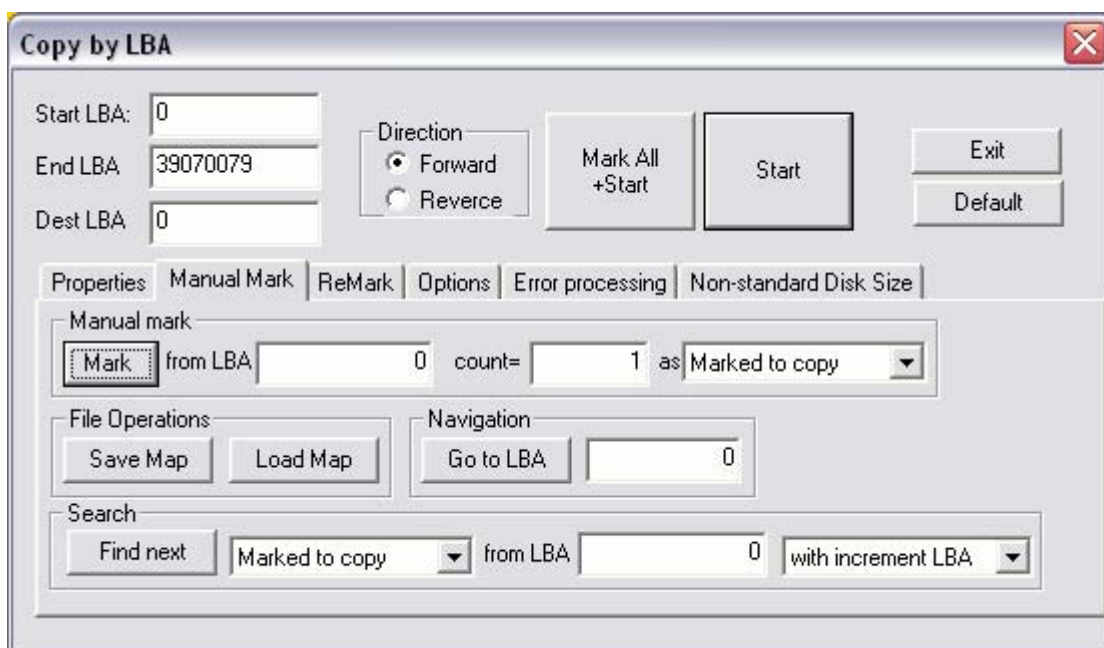 Copy by LBA
Start LBA: 0
End LBA 39070079
Dest LBA 0
Direction
Forward
Reverce
Mark All
+Start
Start
Exit
Default
Properties Manual Mark ReMark Options Error processing Non-standard Disk Size
Manual mark
Mark from LBA 0 count= 1 as Marked to copy
File Operations
Save Map Load Map
Navigation
Go to LBA 0
Search
Find next Marked to copy from LBA 0 with increment LBA